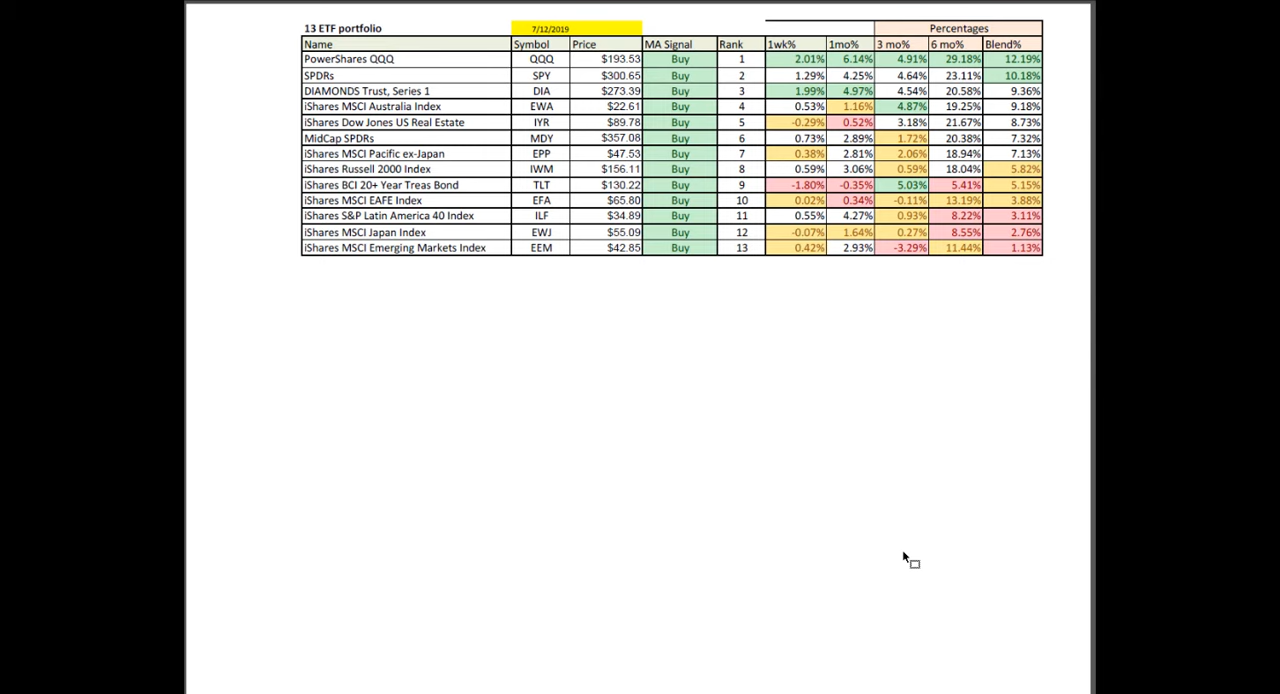 13 ETF portfolio 7/12/2019 Percentages
Name Symbol Price MA Signal Rank 1wk% 1mo% 3 mo% 6 mo% Blend%
PowerShares QQQ QQQ $193.53 Buy 1 2.01% 6.14% 4.91% 29.18% 12.19%
SPDRs SPY $300.65 Buy 2 1.29% 4.25% 4.64% 23.11% 10.18%
DIAMONDS Trust, Series 1 DIA $273.39 Buy 3 1.99% 4.97% 4.54% 20.58% 9.36%
iShares MSCI Australia Index EWA $22.61 Buy 4 0.53% 1.16% 4.87% 19.25% 9.18%
iShares Dow Jones US Real Estate IYR $89.78 Buy 5 -0.29% 0.52% 3.18% 21.67% 8.73%
MidCap SPDRs MDY $357.08 Buy 6 0.73% 2.89% 1.72% 20.38% 7.32%
iShares MSCI Pacific ex-Japan EPP $47.53 Buy 7 0.38% 2.81% 2.06% 18.94% 7.13%
iShares Russell 2000 Index IWM $156.11 Buy 8 0.59% 3.06% 0.59% 18.04% 5.82%
iShares BCI 20+ Year Treas Bond TLT $130.22 Buy 9 -1.80% -0.35% 5.03% 5.41% 5.15%
iShares MSCI EAFE Index EFA $65.80 Buy 10 0.02% 0.34% -0.11% 13.19% 3.88%
iShares S&P Latin America 40 Index ILF $34.89 Buy 11 0.55% 4.27% 0.93% 8.22% 3.11%
iShares MSCI Japan Index EWJ $55.09 Buy 12 -0.07% 1.64% 0.27% 8.55% 2.76%
iShares MSCI Emerging Markets Index EEM $42.85 Buy 13 0.42% 2.93% -3.29% 11.44% 1.13%